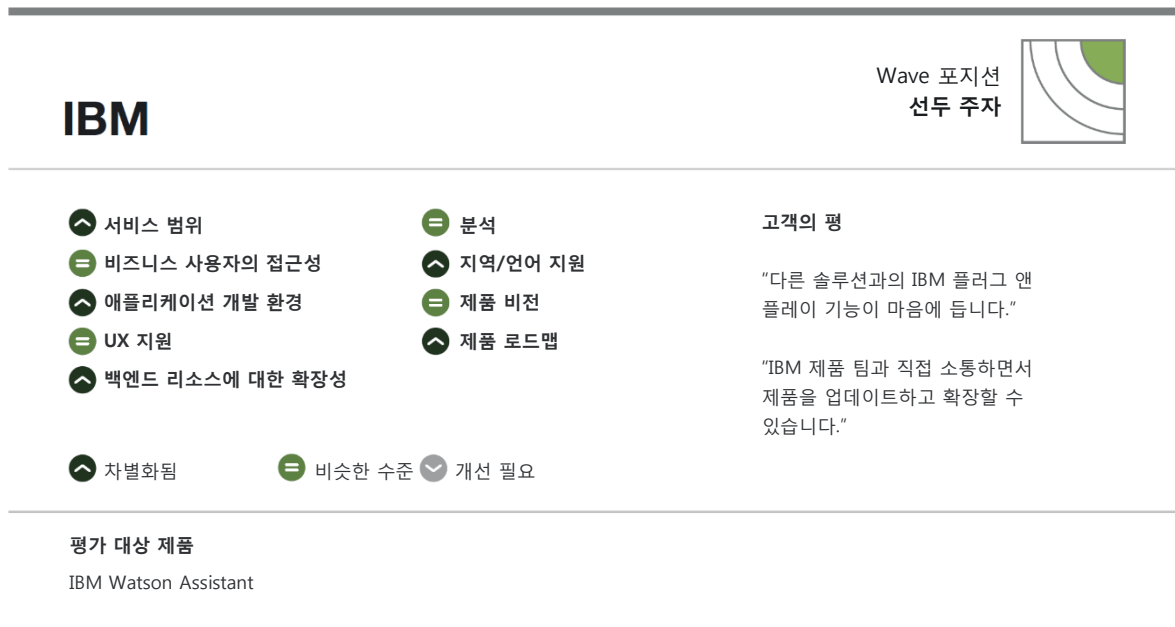 IBM
Wave 포지션
선두 주자
서비스 범위
비즈니스 사용자의 접근성
애플리케이션 개발 환경
UX 지원
백엔드 리소스에 대한 확장성
분석
지역/언어 지원
제품 비전
제품 로드맵
고객의 평
"다른 솔루션과의 IBM 플러그 앤
플레이 기능이 마음에 듭니다."
"IBM 제품 팀과 직접 소통하면서
제품을 업데이트하고 확장할 수
있습니다."
차별화됨
비슷한 수준
개선 필요
평가 대상 제품
IBM Watson Assistant